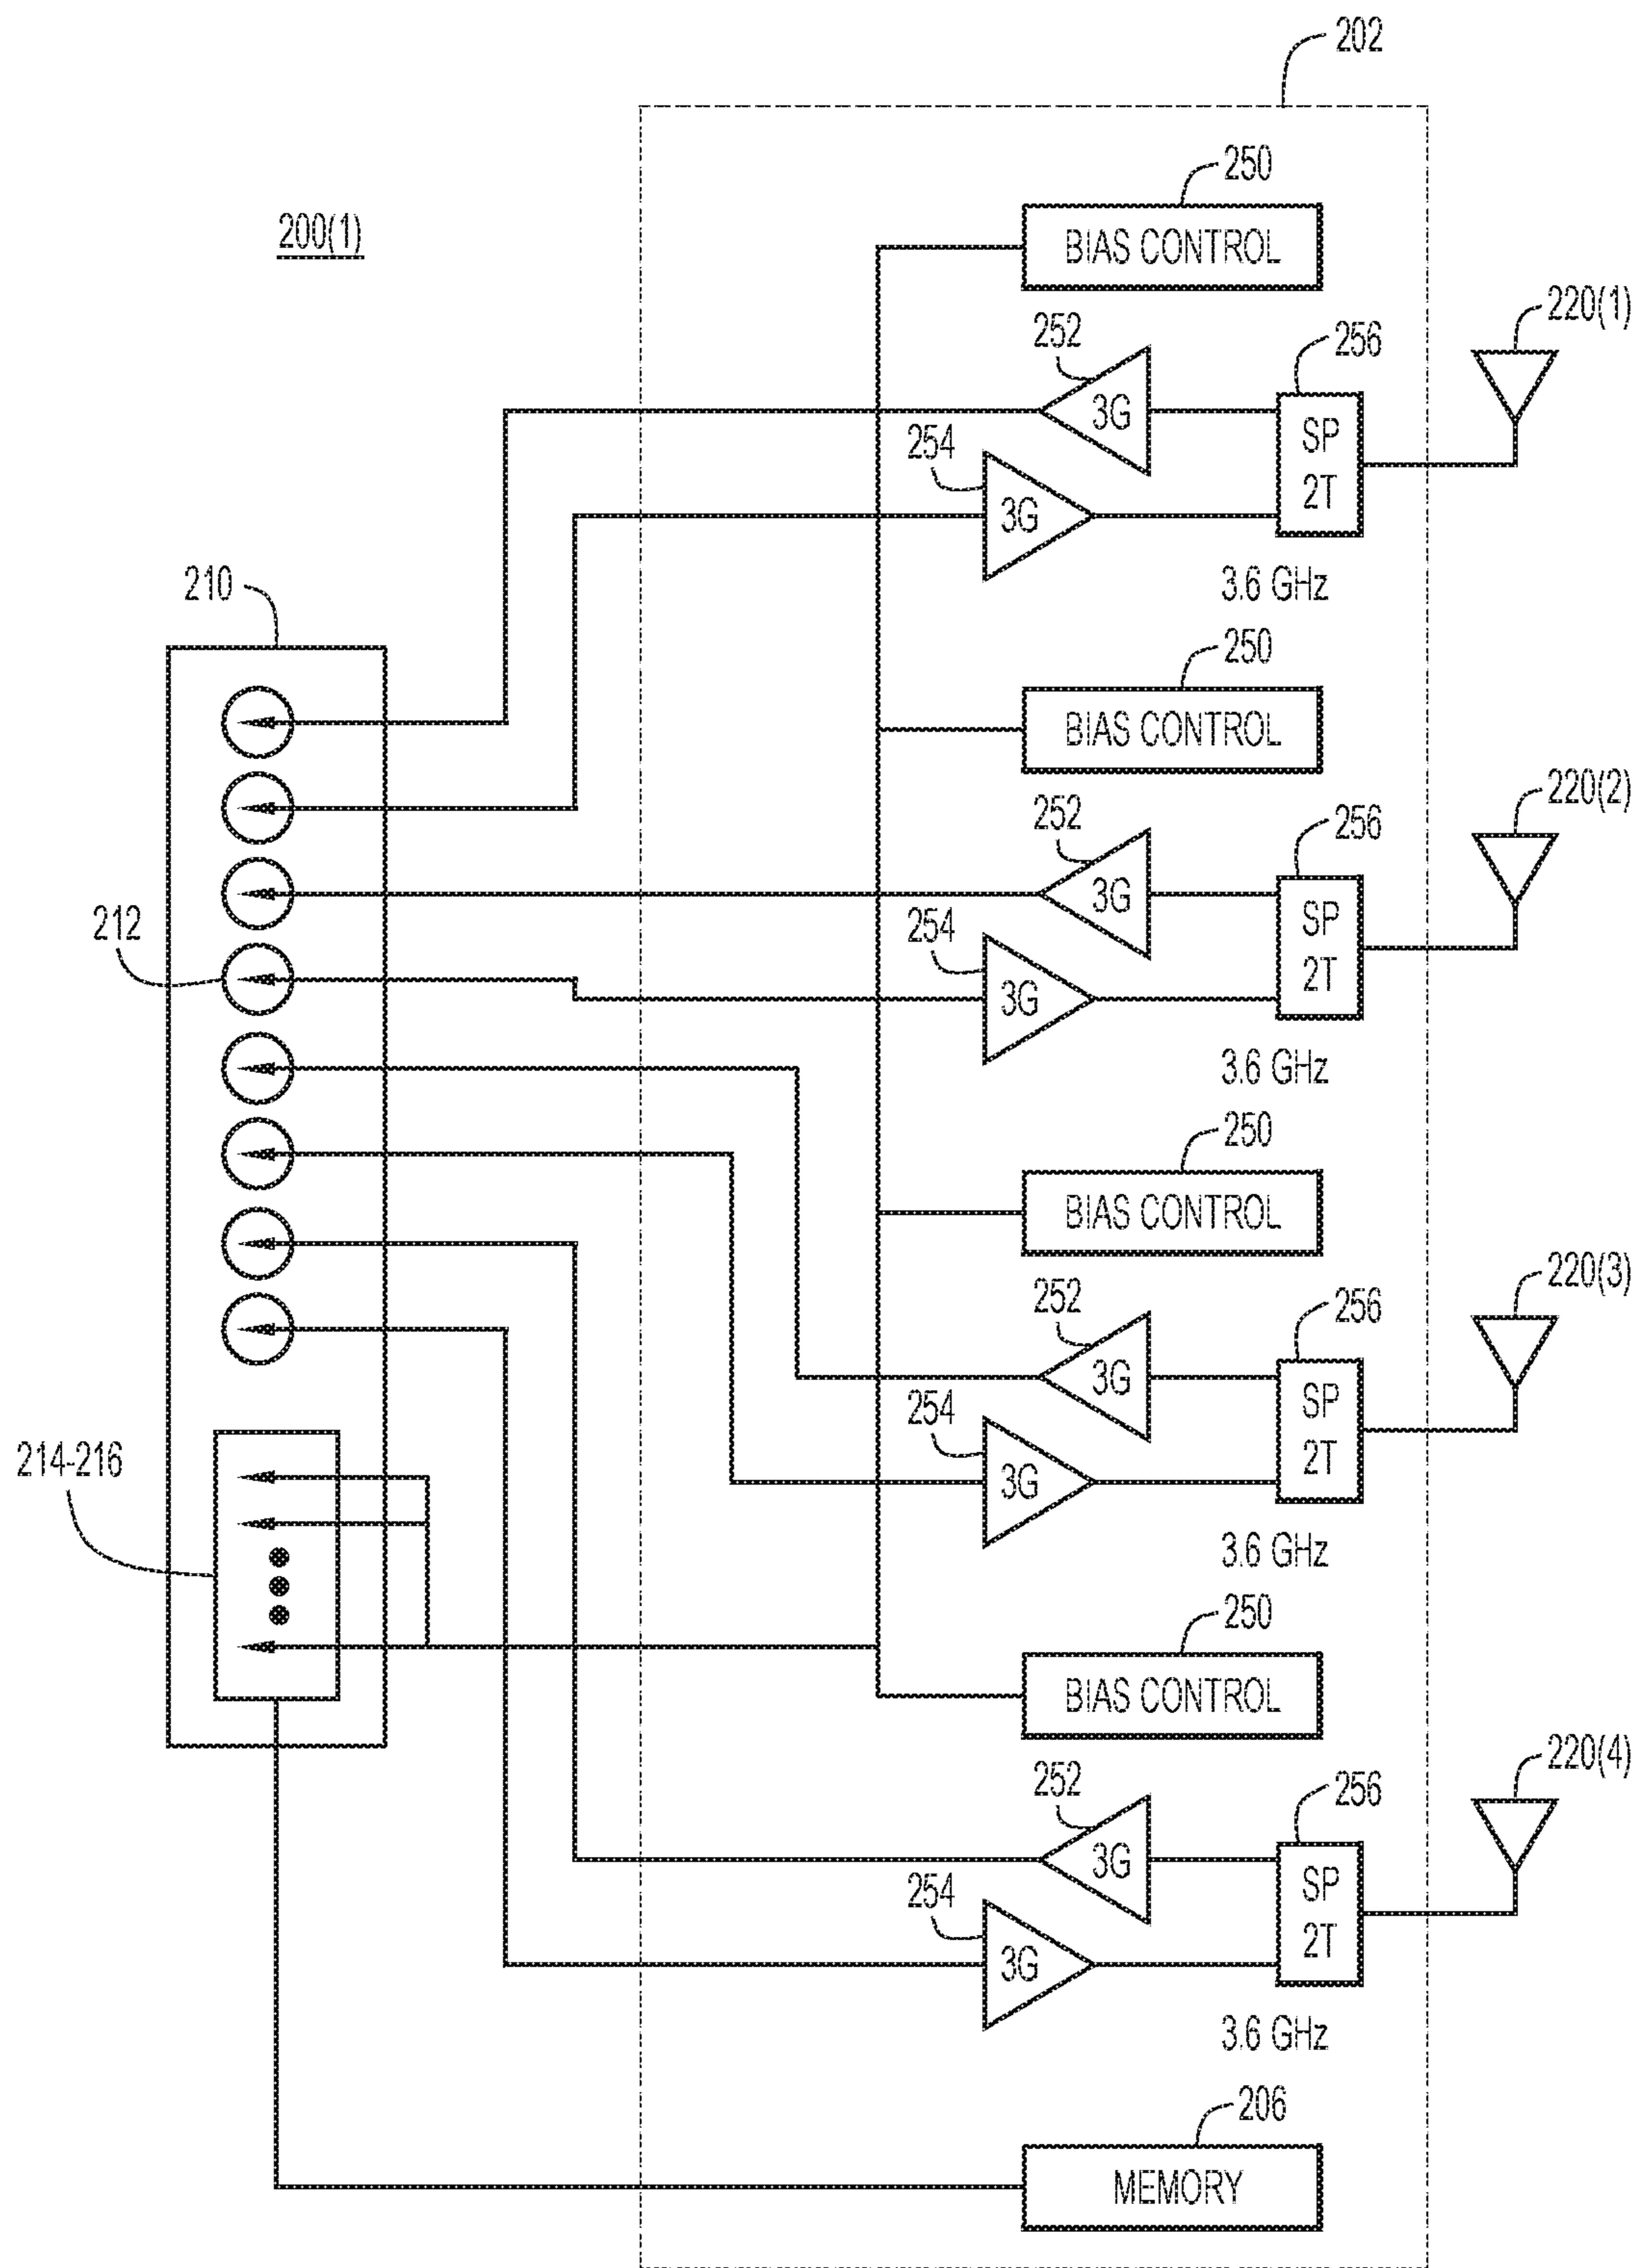 202
250
200(1)
BIAS CONTROL
220(1)
252
256
3G
SP
254
2T
3G
3.6 GHz
210
250
BIAS CONTROL
220(2)
252
256
3G
212
SP
254
2T
3G
3.6 GHz
250
BIAS CONTROL
220(3)
252
256
3G
SP
254
2T
214-216
3G
3.6 GHz
250
BIAS CONTROL
220(4)
252
256
3G
SP
254
2T
3G
3.6 GHz
206
MEMORY